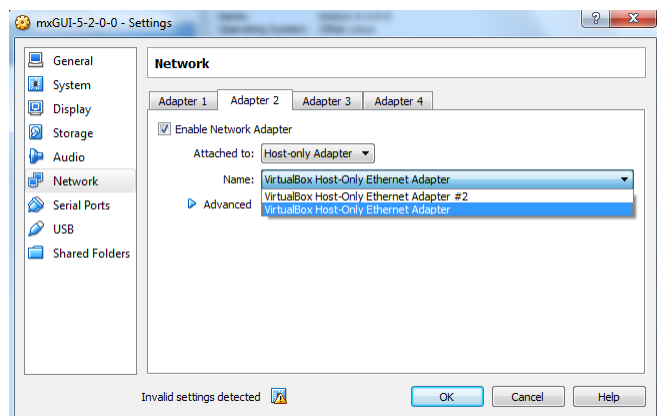 mxGUI-5-2-0-0 - Settings
General
System
Display
Storage
Audio
Network
Serial Ports
USB
Shared Folders
Network
Adapter 1 Adapter 2 Adapter 3 Adapter 4
Enable Network Adapter
Attached to: Host-only Adapter
Name: VirtualBox Host-Only Ethernet Adapter
VirtualBox Host-Only Ethernet Adapter #2
VirtualBox Host-Only Ethernet Adapter
Advanced
Invalid settings detected
OK Cancel Help